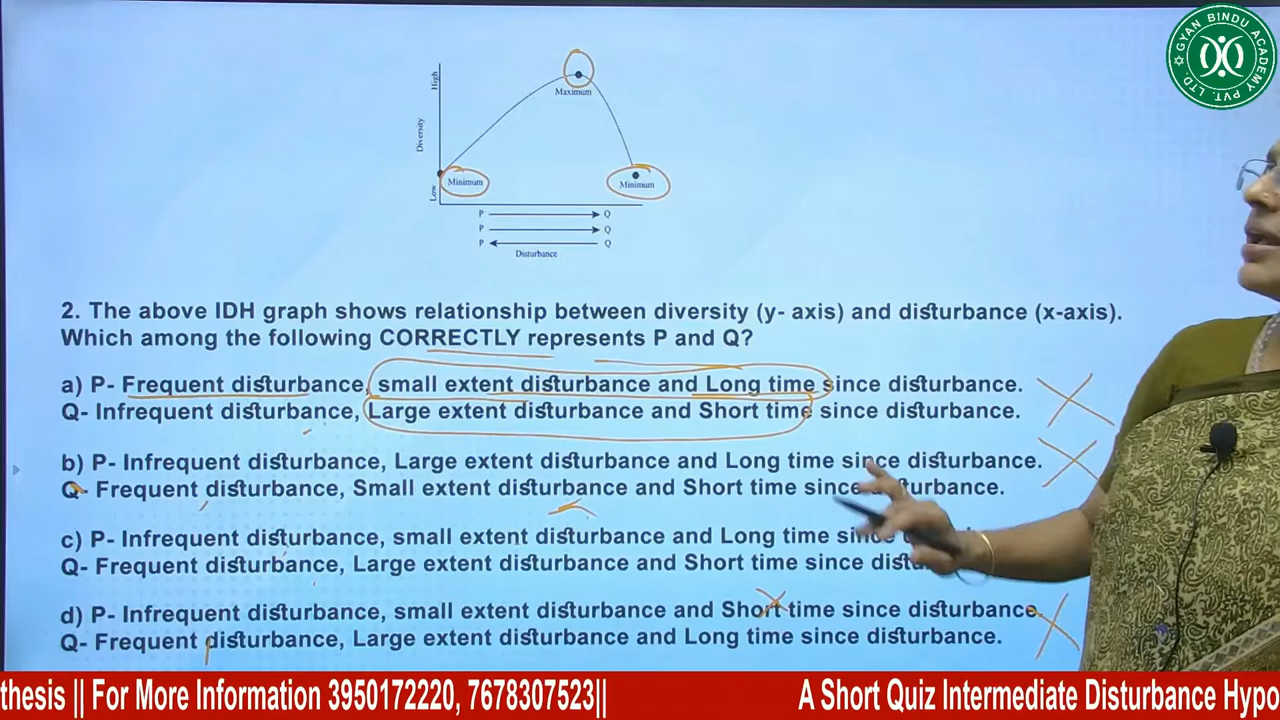 GYAN BINDU ACADEMY PVT. LTD.
High
Diversity
Low
Maximum
Minimum
Minimum
P Q
P Q
P Q
Disturbance
2. The above IDH graph shows relationship between diversity (y- axis) and disturbance (x-axis).
Which among the following CORRECTLY represents P and Q?
a) P- Frequent disturbance, small extent disturbance and Long time since disturbance.
Q- Infrequent disturbance, Large extent disturbance and Short time since disturbance.
b) P- Infrequent disturbance, Large extent disturbance and Long time since disturbance.
Q- Frequent disturbance, Small extent disturbance and Short time since
c) P- Infrequent disturbance, small extent disturbance and Long time
Q- Frequent disturbance, Large extent disturbance and Short time since
d) P- Infrequent disturbance, small extent disturbance and Short time since disturbance.
Q- Frequent disturbance, Large extent disturbance and Long time since disturbance.
thesis || For More Information 3950172220, 7678307523|| A Short Quiz Intermediate Disturbance Hypo